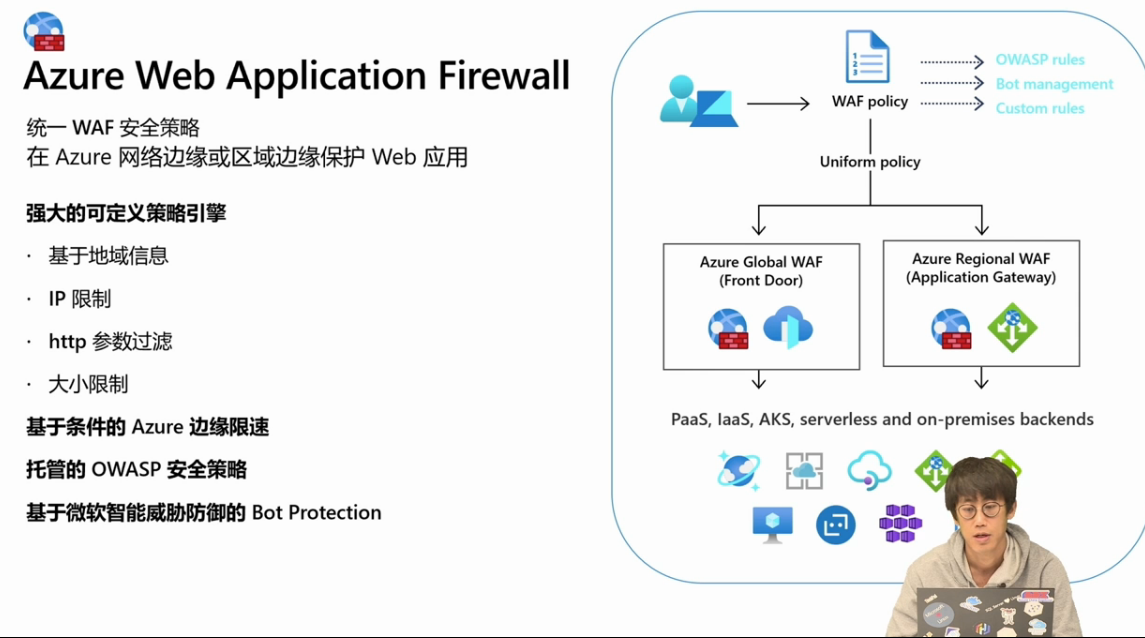 Azure Web Application Firewall
统一 WAF 安全策略
在 Azure 网络边缘或区域边缘保护 Web 应用
强大的可定义策略引擎
· 基于地域信息
· IP 限制
· http 参数过滤
· 大小限制
基于条件的 Azure 边缘限速
托管的 OWASP 安全策略
基于微软智能威胁防御的 Bot Protection
1
2
3
WAF policy
OWASP rules
Bot management
Custom rules
Uniform policy
Azure Global WAF
(Front Door)
Azure Regional WAF
(Application Gateway)
PaaS, IaaS, AKS, serverless and on-premises backends